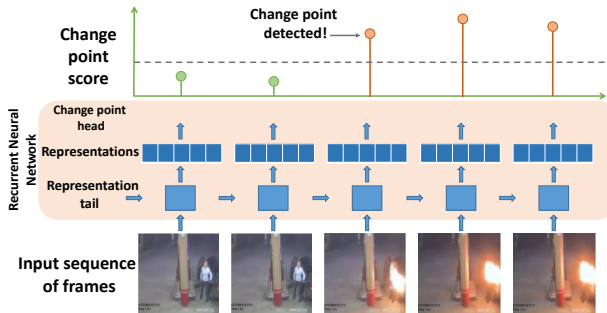 Change point
detected!
Change
point
score
Recurrent Neural
Network
Change point
head
Representations
Representation
tail
Input sequence
of frames